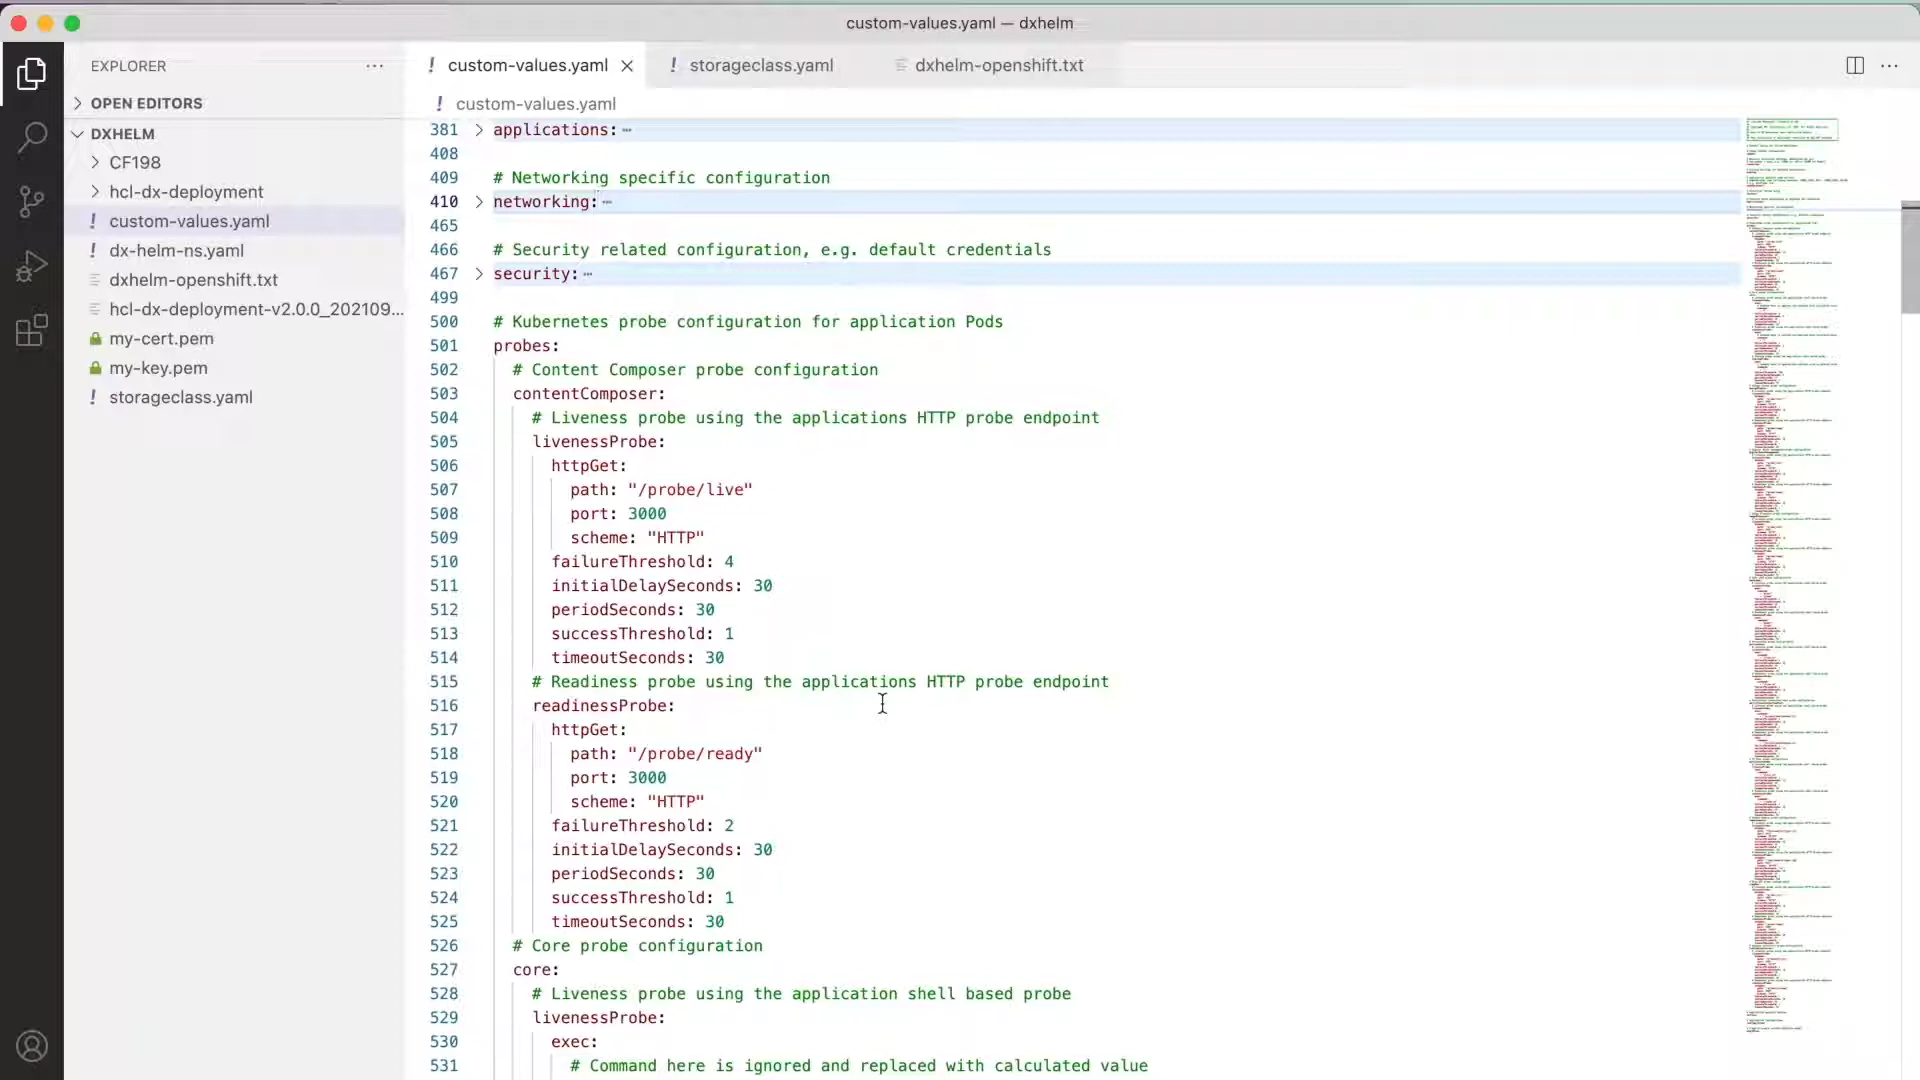 custom-values.yaml — dxhelm
EXPLORER
···
! custom-values.yaml
! storageclass.yaml
dxhelm-openshift.txt
···
OPEN EDITORS
DXHELM
CF198
hcl-dx-deployment
! custom-values.yaml
! dx-helm-ns.yaml
dxhelm-openshift.txt
hcl-dx-deployment-v2.0.0_202109...
my-cert.pem
my-key.pem
! storageclass.yaml
! custom-values.yaml
381 applications:
408
409 # Networking specific configuration
410 networking:
465
466 # Security related configuration, e.g. default credentials
467 security:
499
500 # Kubernetes probe configuration for application Pods
501 probes:
502 # Content Composer probe configuration
503 contentComposer:
504 # Liveness probe using the applications HTTP probe endpoint
505 livenessProbe:
506 httpGet:
507 path: "/probe/live"
508 port: 3000
509 scheme: "HTTP"
510 failureThreshold: 4
511 initialDelaySeconds: 30
512 periodSeconds: 30
513 successThreshold: 1
514 timeoutSeconds: 30
515 # Readiness probe using the applications HTTP probe endpoint
516 readinessProbe:
517 httpGet:
518 path: "/probe/ready"
519 port: 3000
520 scheme: "HTTP"
521 failureThreshold: 2
522 initialDelaySeconds: 30
523 periodSeconds: 30
524 successThreshold: 1
525 timeoutSeconds: 30
526 # Core probe configuration
527 core:
528 # Liveness probe using the application shell based probe
529 livenessProbe:
530 exec:
531 # Command here is ignored and replaced with calculated value